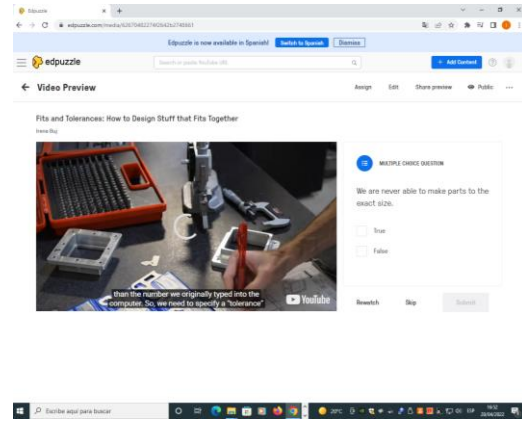 Edpuzzle
edpuzzle.com/media/
Edpuzzle is now available in Spanish! Switch to Spanish Dismiss
edpuzzle
Search or paste YouTube URL
+ Add Content
Video Preview
Assign Edit Share preview Public
Fits and Tolerances: How to Design Stuff that Fits Together
MULTIPLE CHOICE QUESTION
We are never able to make parts to the
exact size.
True
False
than the number we originally typed into the
computer. So, we need to specify a "tolerance"
YouTube
Rewatch Skip Submit
Escribe aquí para buscar
20°C
ESP